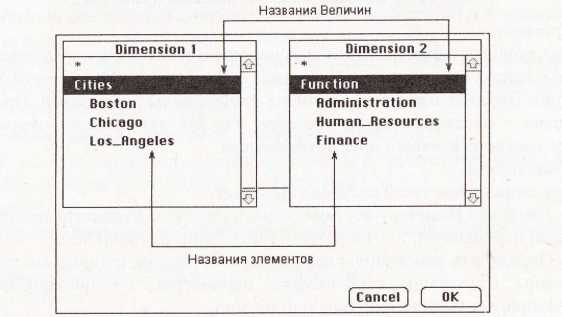 Названия Величин
Dimension 1
Dimension 2
*
*
Cities
Function
Boston
Administration
Chicago
Human_Resources
Los_Angeles
Finance
Названия элементов
Cancel
OK